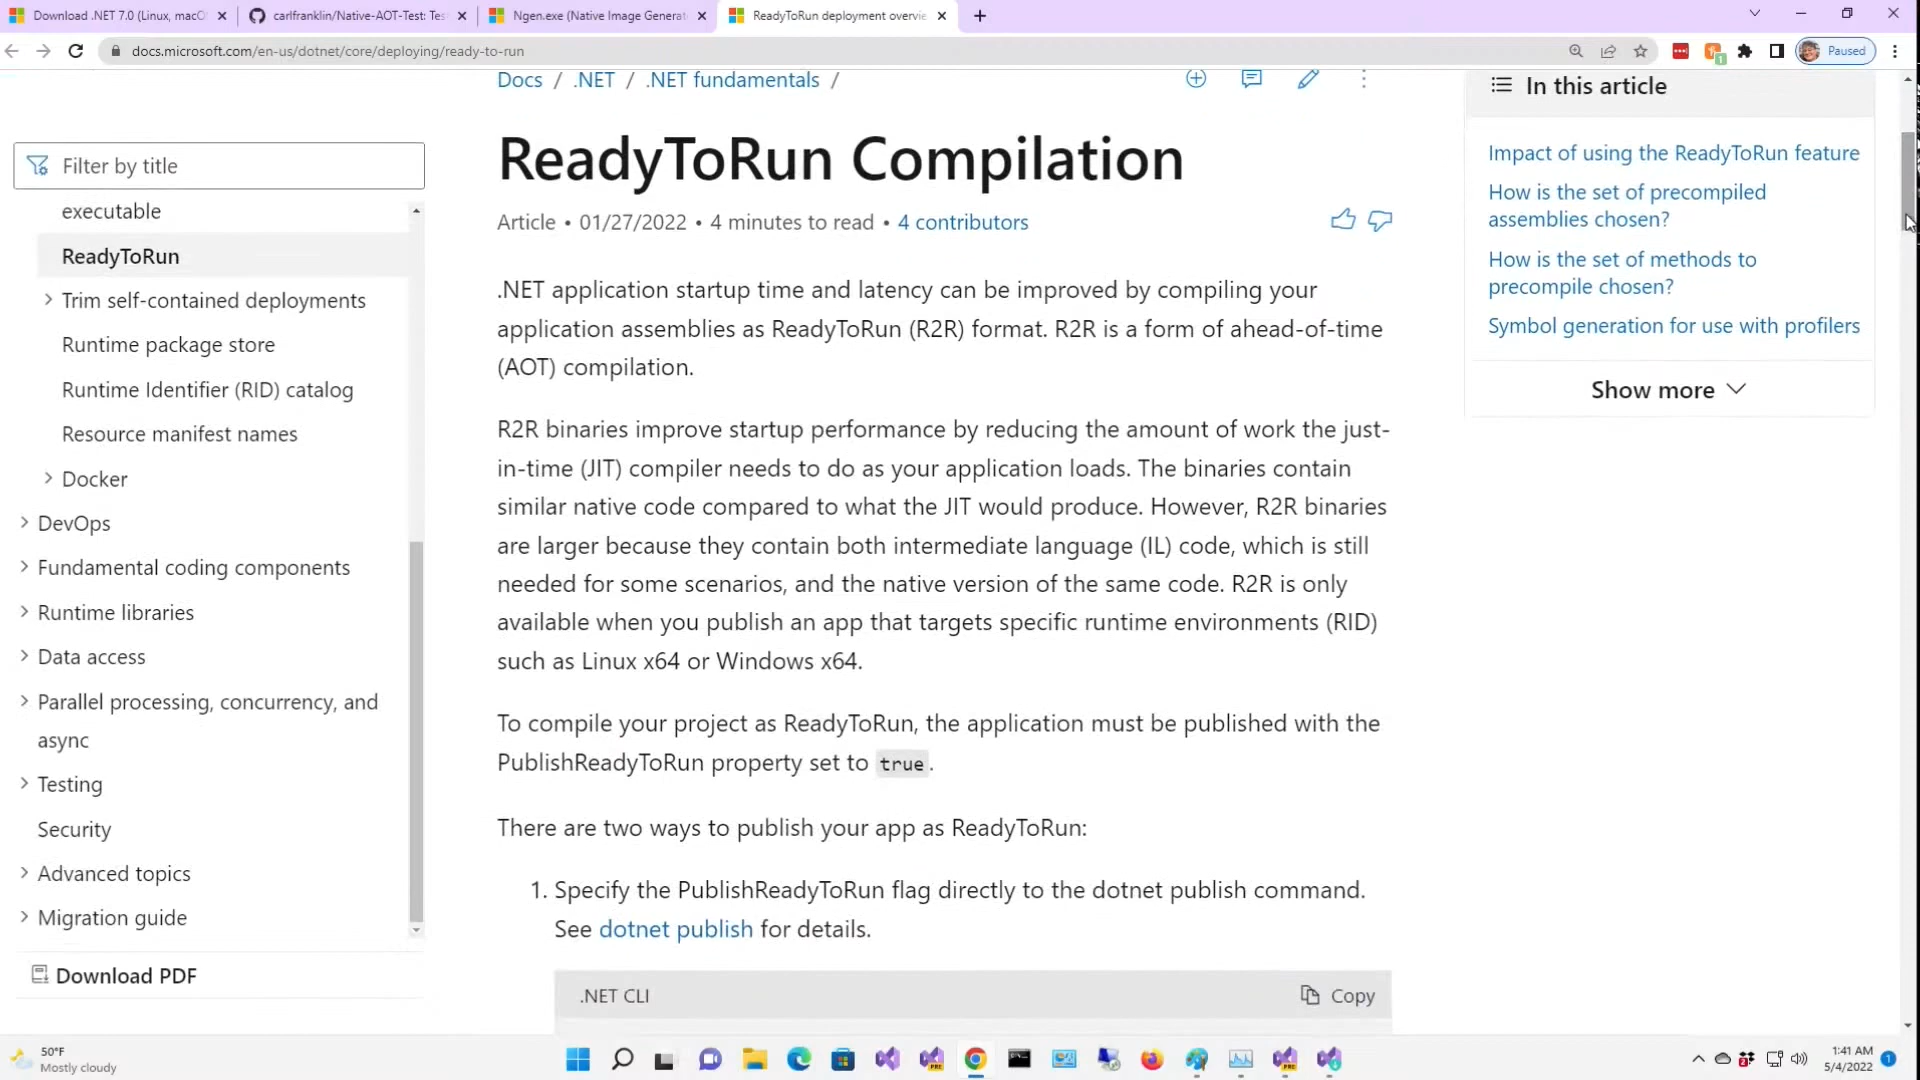 Download .NET 7.0 (Linux, macO
carlfranklin/Native-AOT-Test: Te
Ngen.exe (Native Image Generat
ReadyToRun deployment overvie
docs.microsoft.com/en-us/dotnet/core/deploying/ready-to-run
1
Paused
Docs / .NET / .NET fundamentals /
Filter by title
executable
ReadyToRun
Trim self-contained deployments
Runtime package store
Runtime Identifier (RID) catalog
Resource manifest names
Docker
DevOps
Fundamental coding components
Runtime libraries
Data access
Parallel processing, concurrency, and
async
Testing
Security
Advanced topics
Migration guide
Download PDF
ReadyToRun Compilation
Article • 01/27/2022 • 4 minutes to read • 4 contributors
.NET application startup time and latency can be improved by compiling your
application assemblies as ReadyToRun (R2R) format. R2R is a form of ahead-of-time
(AOT) compilation.
R2R binaries improve startup performance by reducing the amount of work the just-
in-time (JIT) compiler needs to do as your application loads. The binaries contain
similar native code compared to what the JIT would produce. However, R2R binaries
are larger because they contain both intermediate language (IL) code, which is still
needed for some scenarios, and the native version of the same code. R2R is only
available when you publish an app that targets specific runtime environments (RID)
such as Linux x64 or Windows x64.
To compile your project as ReadyToRun, the application must be published with the
PublishReadyToRun property set to true.
There are two ways to publish your app as ReadyToRun:
1. Specify the PublishReadyToRun flag directly to the dotnet publish command.
See dotnet publish for details.
.NET CLI
Copy
In this article
Impact of using the ReadyToRun feature
How is the set of precompiled
assemblies chosen?
How is the set of methods to
precompile chosen?
Symbol generation for use with profilers
Show more
50°F
Mostly cloudy
PRE
PRE
1:41 AM
5/4/2022
1